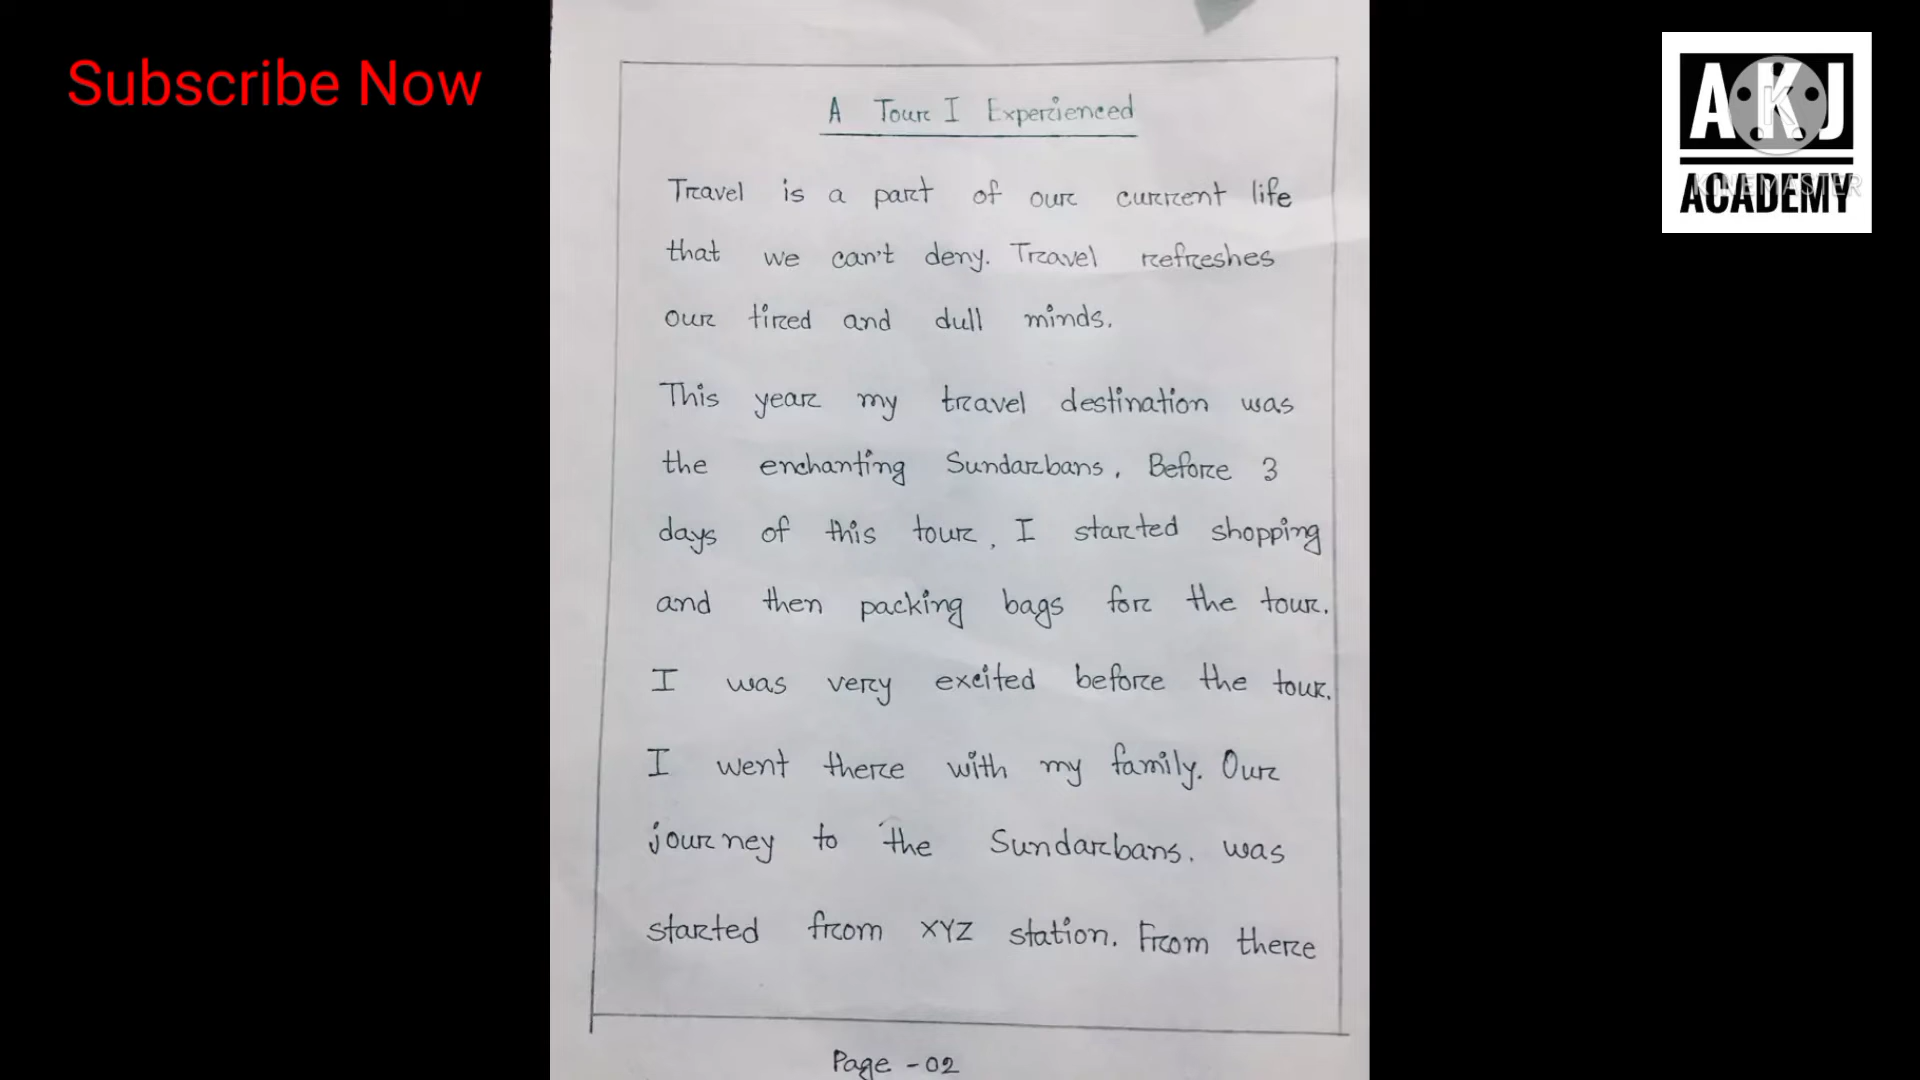 Subscribe Now
AKJ
ACADEMY
KINEMASTER
A Tour I Experienced
Travel is a part of our current life
that we can't deny. Travel refreshes
our tired and dull minds.
This year my travel destination was
the enchanting Sundarbans. Before 3
days of this tour, I started shopping
and then packing bags for the tour.
I was very excited before the tour.
I went there with my family. Our
journey to the Sundarbans. was
started from XYZ station. From there
Page - 02